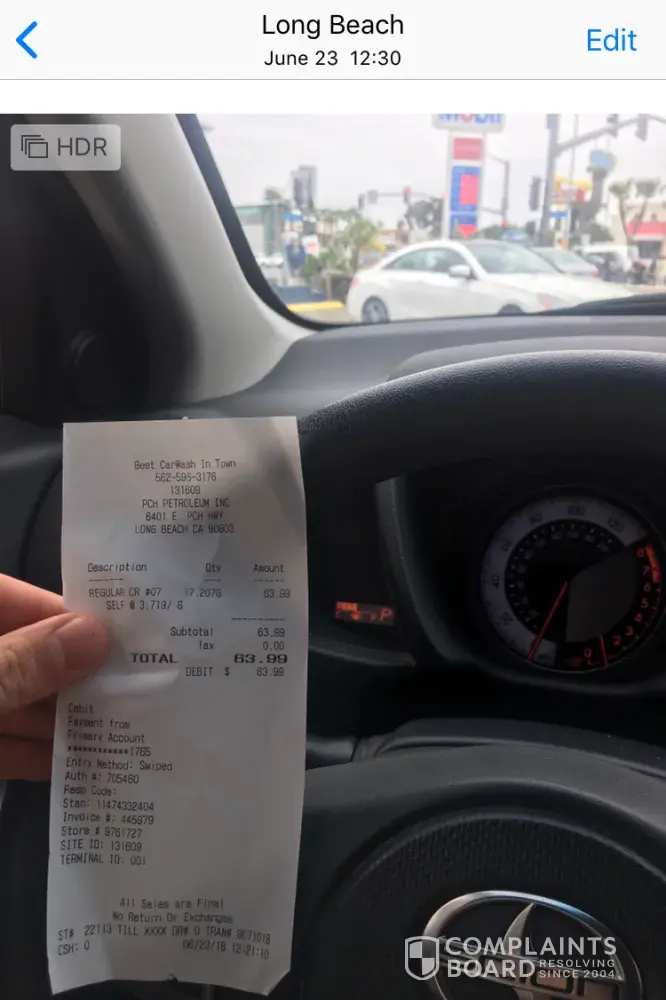 Long Beach
June 23 12:30
Edit
HDR
Mobil
Best CarWash In Town
562-596-3176
131609
PCH PETROLEUM INC
6401 E PCH HWY
LONG BEACH CA 90803
Description Qty Amount
REGULAR CR #07 17.2076 63.99
SELF @ 3.719/ G
Subtotal 63.99
Tax 0.00
TOTAL 63.99
DEBIT $ 63.99
Debit
Payment from
Primary Account
************1765
Entry Method: Swiped
Auth #: 705460
Resp Code:
Stan: 11474332404
Invoice #: 445979
Store # 9761727
SITE ID: 131609
TERMINAL ID: 001
All Sales are Final
No Return Or Exchanges
ST# 22113 TILL XXXX DR# 0 TRAN# 9071018
CSH: 0 06/23/18 12:21:10
P
COMPLAINTS
BOARD RESOLVING
SINCE 2004